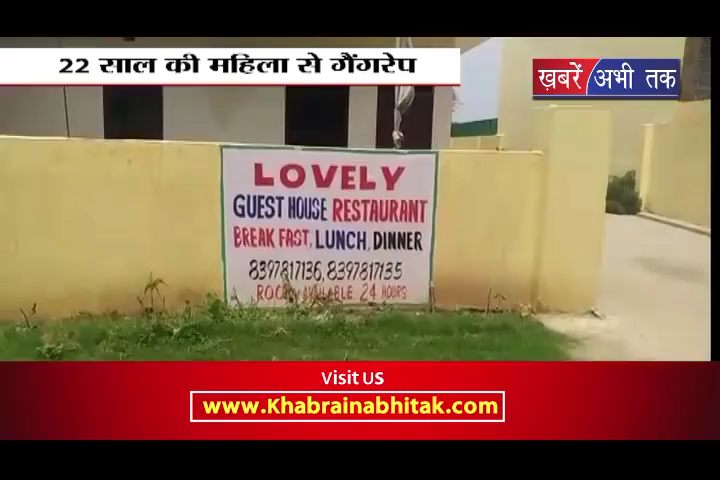 22 साल की महिला से गैंगरेप
ख़बरें अभी तक
LOVELY
GUEST HOUSE RESTAURANT
BREAK FAST, LUNCH, DINNER
8397817136, 8397817135
ROOM AVAILABLE 24 HOURS
Visit US
www.Khabrainabhitak.com